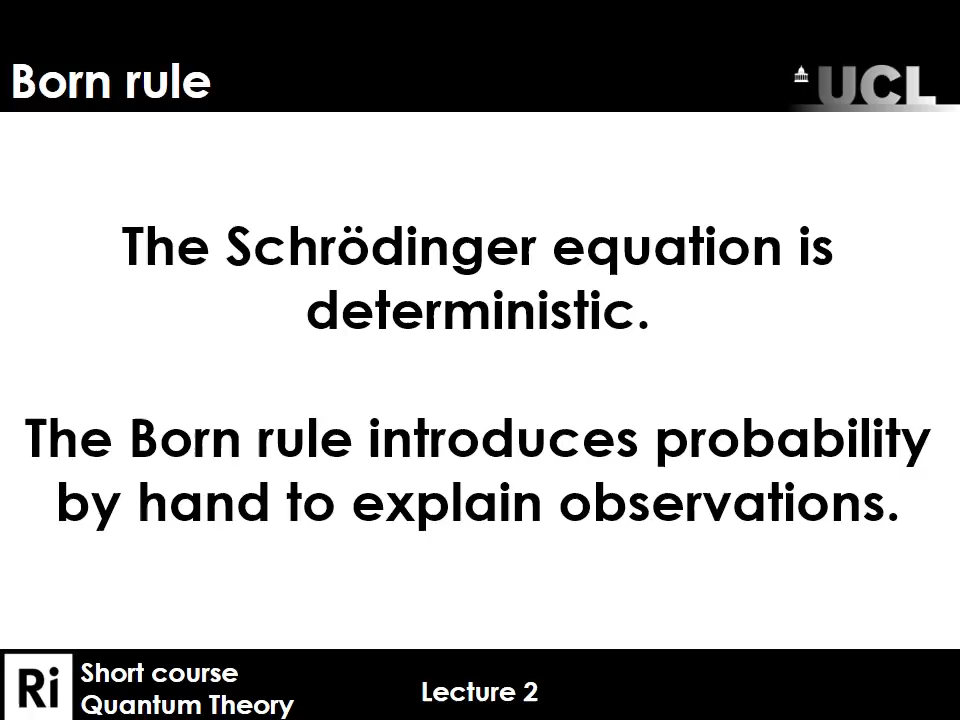 Born rule
UCL
The Schrödinger equation is
deterministic.
The Born rule introduces probability
by hand to explain observations.
Ri
Short course
Quantum Theory
Lecture 2